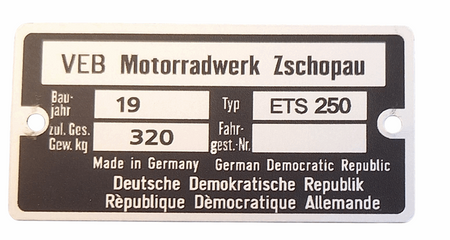 VEB Motorradwerk Zschopau
Bau-
jahr 19 Typ ETS 250
zul. Ges.
Gew. kg 320 Fahr-
gest.-Nr.
Made in Germany German Democratic Republic
Deutsche Demokratische Republik
Rèpublique Dèmocratique Allemande